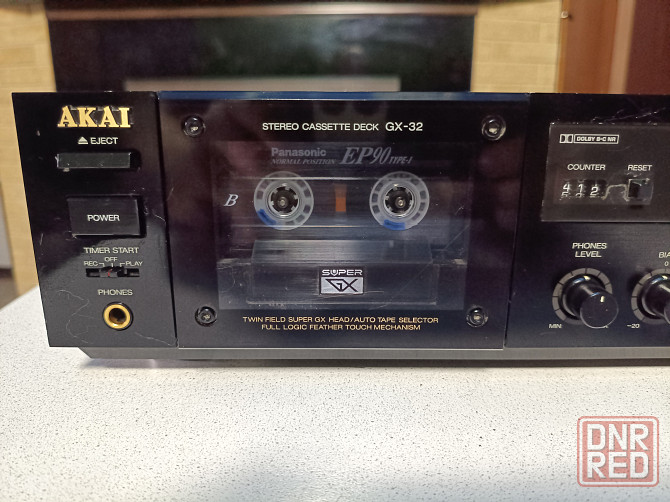 AKAI
EJECT
POWER
TIMER START
OFF
REC PLAY
PHONES
STEREO CASSETTE DECK GX-32
Panasonic
NORMAL POSITION EP90 TYPE I
B
SUPER
GX
TWIN FIELD SUPER GX HEAD/AUTO TAPE SELECTOR
FULL LOGIC FEATHER TOUCH MECHANISM
DOLBY B-C NR
COUNTER RESET
PHONES
LEVEL
MIN
BIA
0
-20
DNR
RED